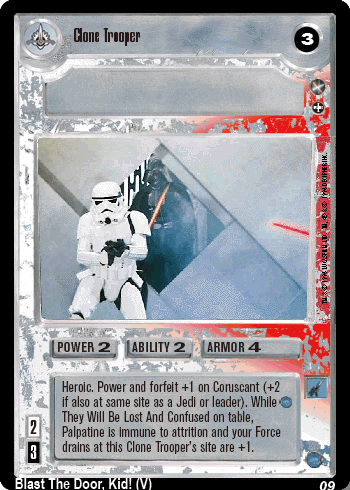 Clone Trooper
3
POWER 2 ABILITY 2 ARMOR 4
Heroic. Power and forfeit +1 on Coruscant (+2
if also at same site as a Jedi or leader). While
They Will Be Lost And Confused on table,
Palpatine is immune to attrition and your Force
drains at this Clone Trooper's site are +1.
2
3
Blast The Door, Kid! (V)
09